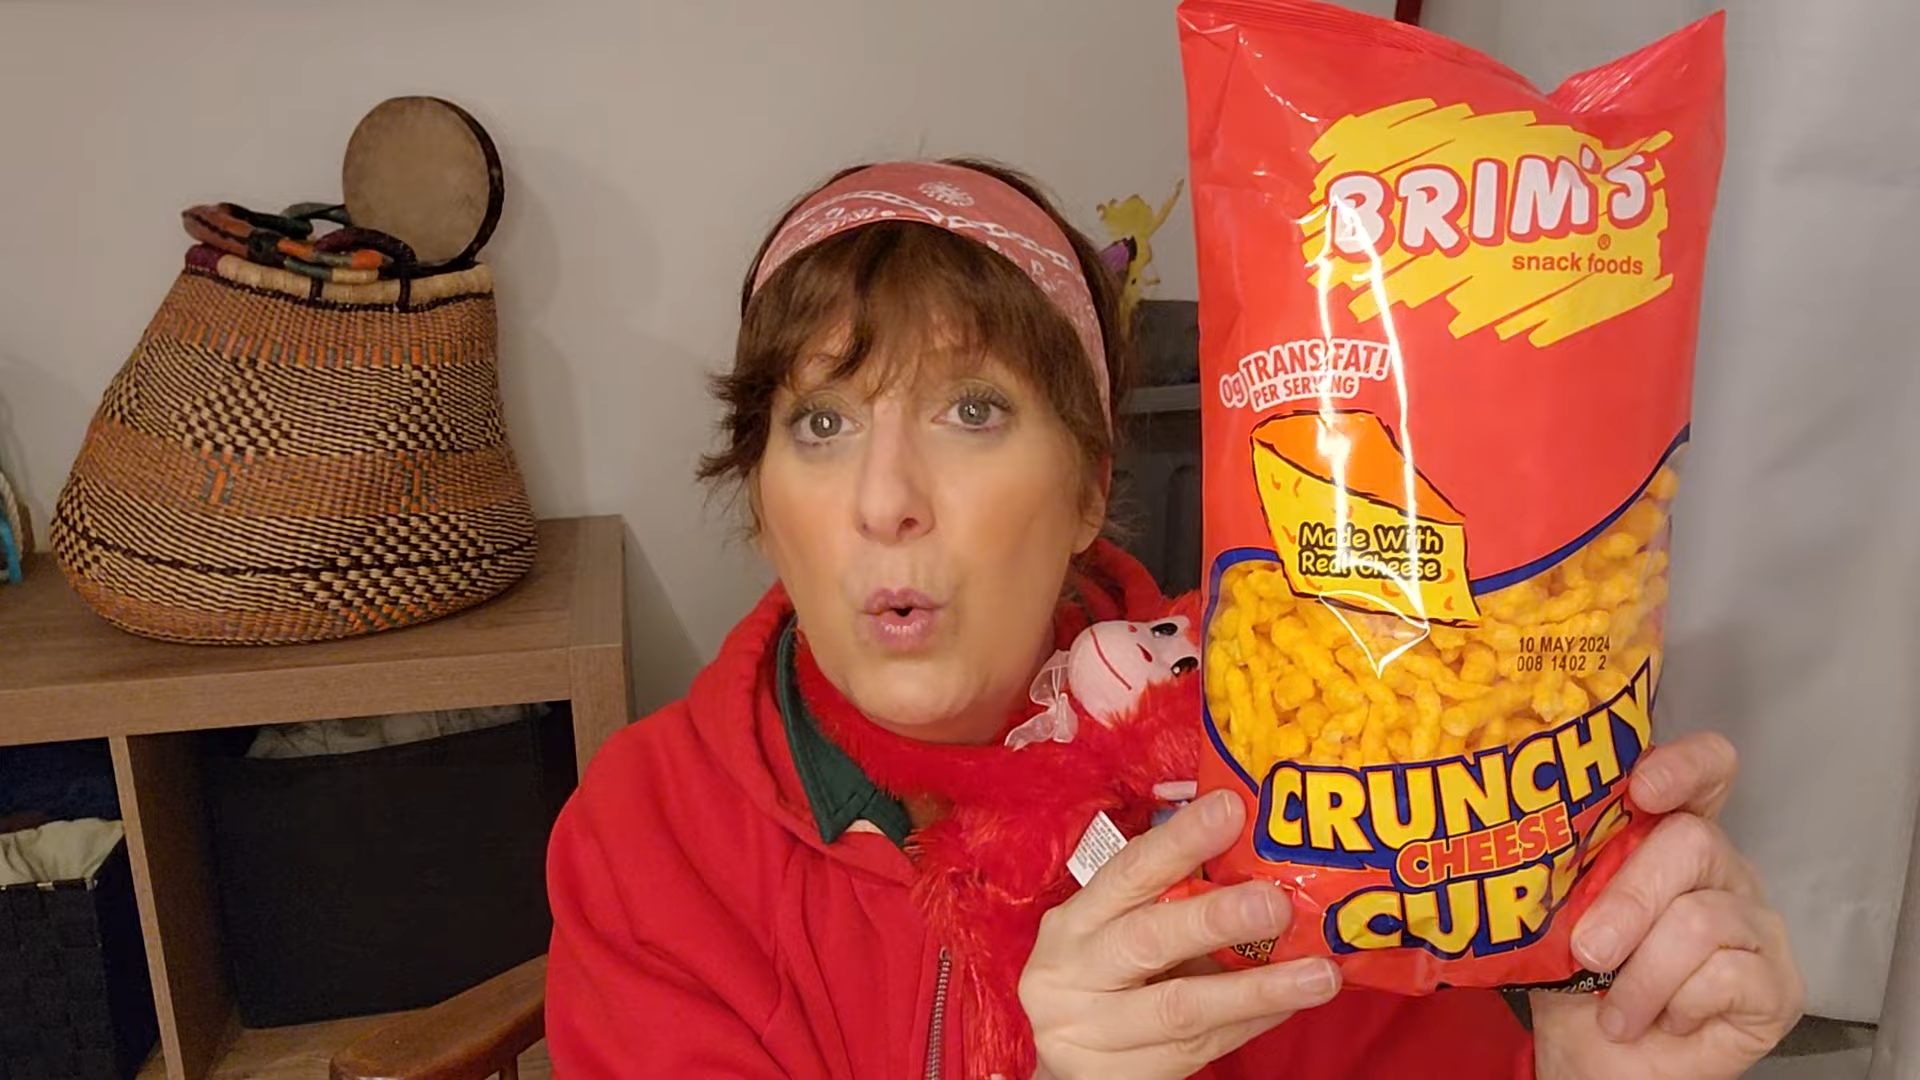 BRIM'S
®
snack foods
0g TRANS FAT!
PER SERVING
Made With
Real Cheese
10 MAY 2024
008 1402 2
CRUNCHY
CHEESE
CURLS